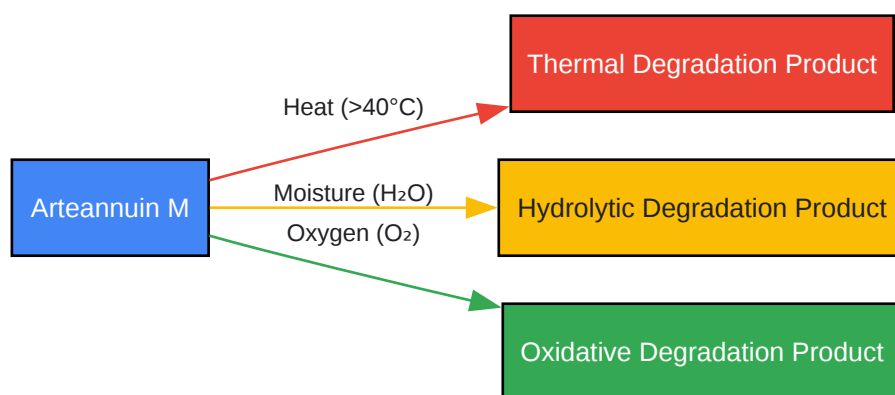 Thermal Degradation Product
Heat (>40°C)
Arteannuin M
Moisture (H₂O)
Hydrolytic Degradation Product
Oxygen (O₂)
Oxidative Degradation Product